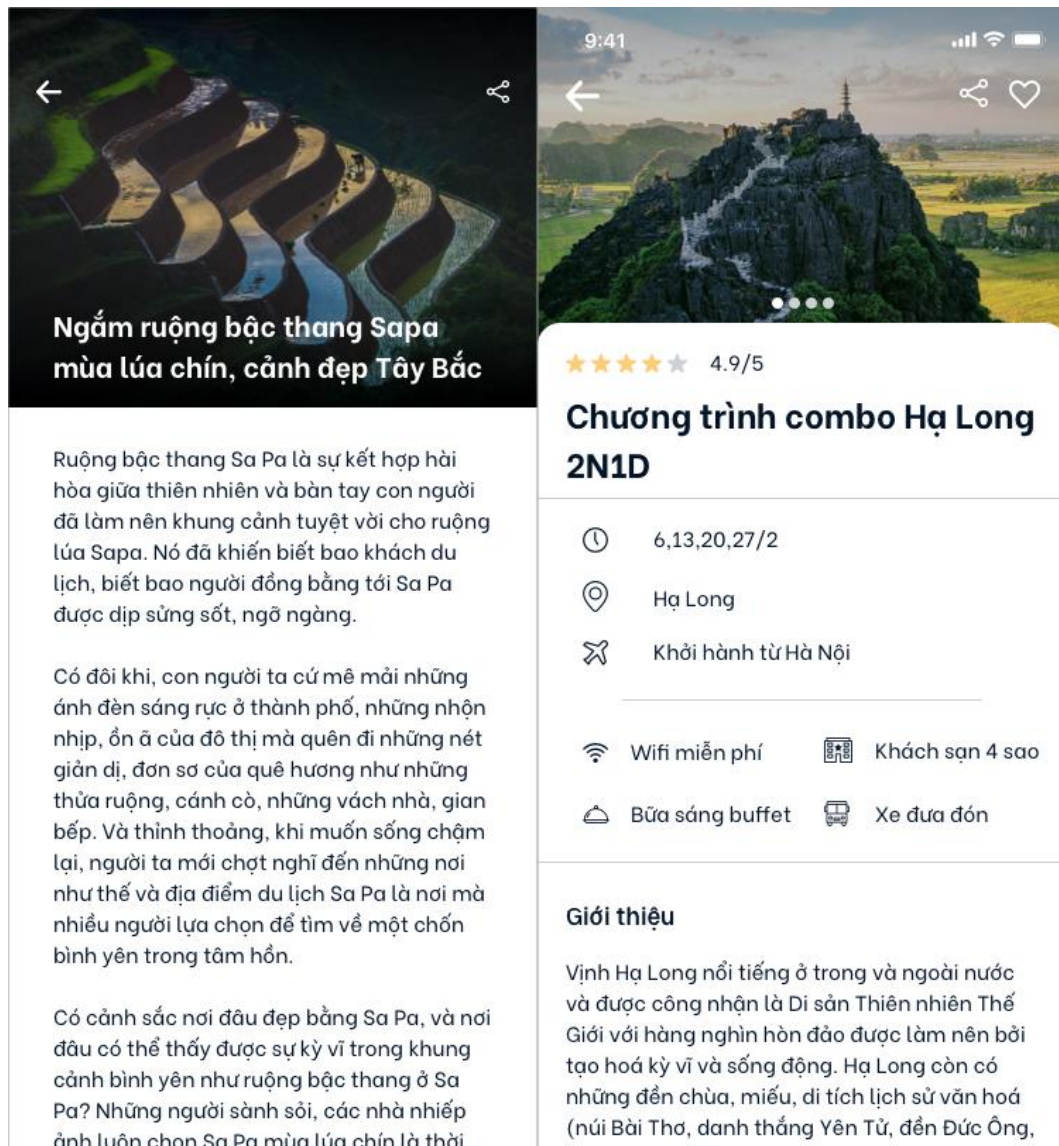 Ngắm ruộng bậc thang Sapa
mùa lúa chín, cảnh đẹp Tây Bắc
Ruộng bậc thang Sa Pa là sự kết hợp hài
hòa giữa thiên nhiên và bàn tay con người
đã làm nên khung cảnh tuyệt vời cho ruộng
lúa Sapa. Nó đã khiến biết bao khách du
lịch, biết bao người đồng bằng tới Sa Pa
được dịp sửng sốt, ngỡ ngàng.
Có đôi khi, con người ta cứ mê mải những
ánh đèn sáng rực ở thành phố, những nhộn
nhịp, ồn ã của đô thị mà quên đi những nét
giản dị, đơn sơ của quê hương như những
thửa ruộng, cánh cò, những vách nhà, gian
bếp. Và thỉnh thoảng, khi muốn sống chậm
lại, người ta mới chợt nghĩ đến những nơi
như thế và địa điểm du lịch Sa Pa là nơi mà
nhiều người lựa chọn để tìm về một chốn
bình yên trong tâm hồn.
Có cảnh sắc nơi đâu đẹp bằng Sa Pa, và nơi
đâu có thể thấy được sự kỳ vĩ trong khung
cảnh bình yên như ruộng bậc thang ở Sa
Pa? Những người sành sỏi, các nhà nhiếp
ảnh luôn chọn Sa Pa mùa lúa chín là thời
9:41
4.9/5
Chương trình combo Hạ Long
2N1D
6,13,20,27/2
Hạ Long
Khởi hành từ Hà Nội
Wifi miễn phí
Khách sạn 4 sao
Bữa sáng buffet
Xe đưa đón
Giới thiệu
Vịnh Hạ Long nổi tiếng ở trong và ngoài nước
và được công nhận là Di sản Thiên nhiên Thế
Giới với hàng nghìn hòn đảo được làm nên bởi
tạo hoá kỳ vĩ và sống động. Hạ Long còn có
những đền chùa, miếu, di tích lịch sử văn hoá
(núi Bài Thơ, danh thắng Yên Tử, đền Đức Ông,